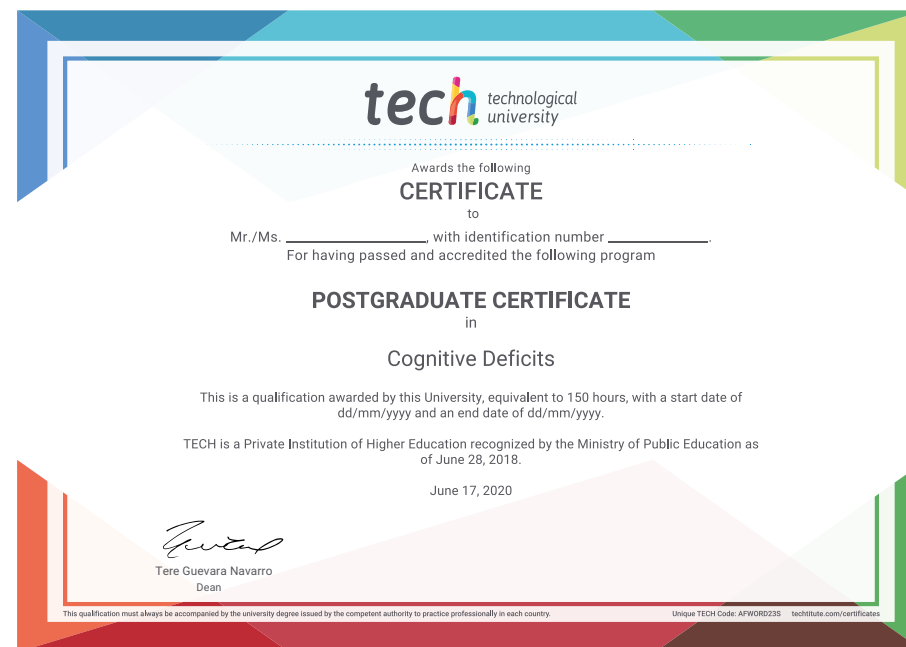 tech technological
university
Awards the following
CERTIFICATE
to
Mr./Ms. ____________, with identification number ____________.
For having passed and accredited the following program
POSTGRADUATE CERTIFICATE
in
Cognitive Deficits
This is a qualification awarded by this University, equivalent to 150 hours, with a start date of
dd/mm/yyyy and an end date of dd/mm/yyyy.
TECH is a Private Institution of Higher Education recognized by the Ministry of Public Education as
of June 28, 2018.
June 17, 2020
Tere Guevara Navarro
Dean
This qualification must always be accompanied by the university degree issued by the competent authority to practice professionally in each country. Unique TECH Code: AFWORD23S techtitute.com/certificates